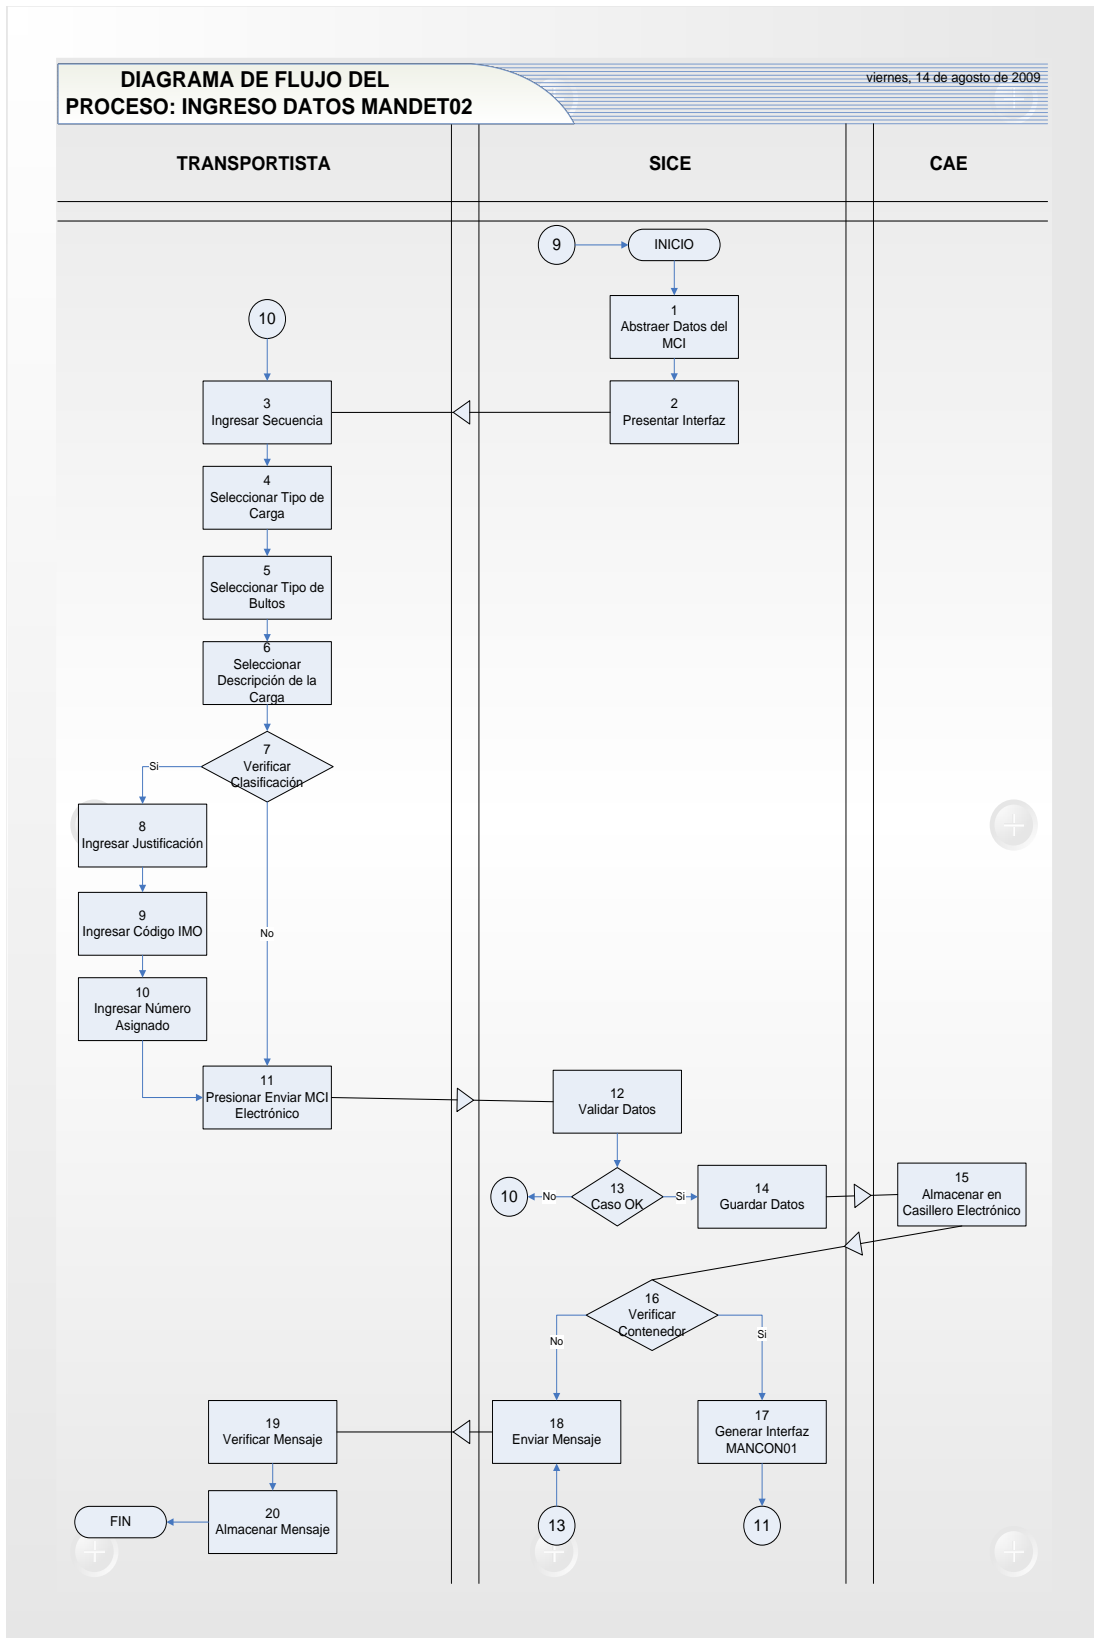 DIAGRAMA DE FLUJO DEL
PROCESO: INGRESO DATOS MANDET02
viernes, 14 de agosto de 2009
TRANSPORTISTA
SICE
CAE
9
INICIO
1
Abstraer Datos del
MCI
10
2
Presentar Interfaz
3
Ingresar Secuencia
4
Seleccionar Tipo de
Carga
5
Seleccionar Tipo de
Bultos
6
Seleccionar
Descripción de la
Carga
7
Verificar
Clasificación
Si
8
Ingresar Justificación
9
Ingresar Código IMO
No
10
Ingresar Número
Asignado
11
Presionar Enviar MCI
Electrónico
12
Validar Datos
10
No
13
Caso OK
Si
14
Guardar Datos
15
Almacenar en
Casillero Electrónico
16
Verificar
Contenedor
No
Si
17
Generar Interfaz
MANCON01
18
Enviar Mensaje
19
Verificar Mensaje
20
Almacenar Mensaje
FIN
13
11